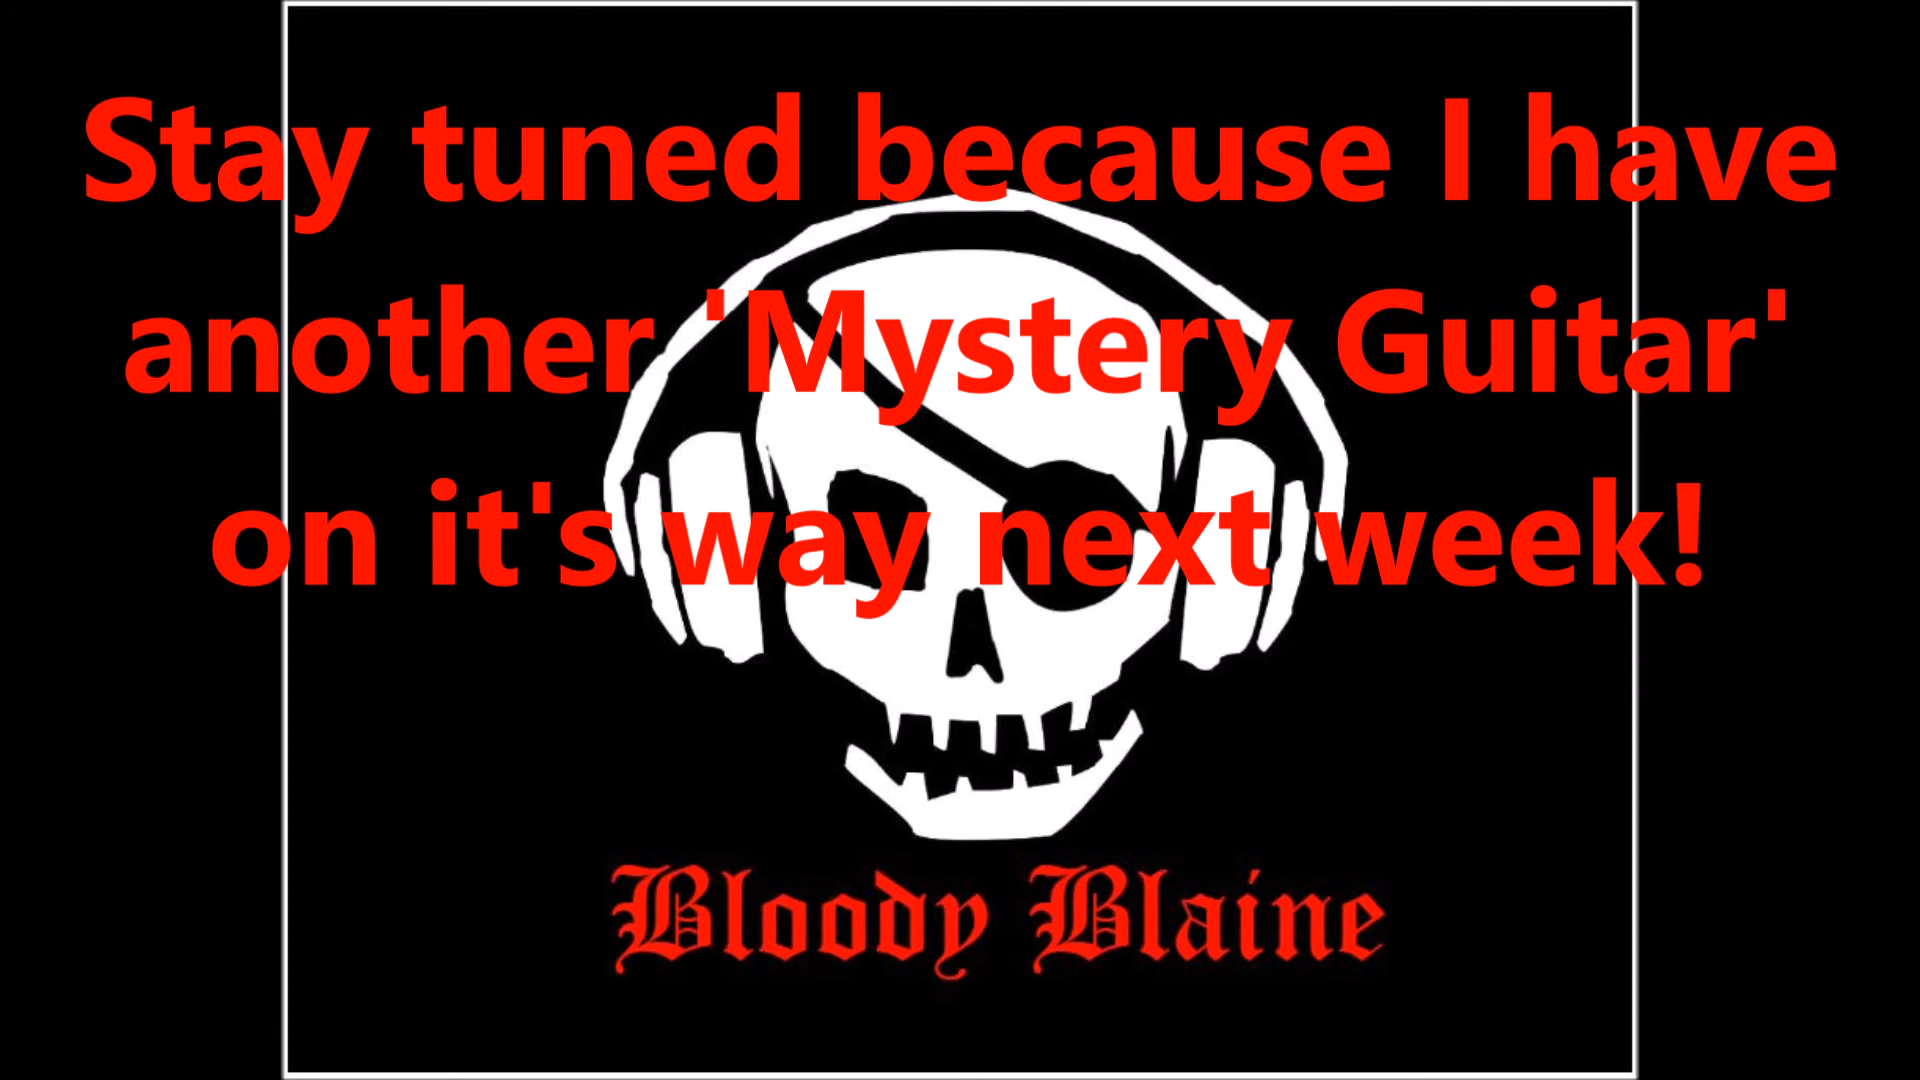 Stay tuned because I have
another 'Mystery Guitar'
on it's way next week!
Bloody Blaine